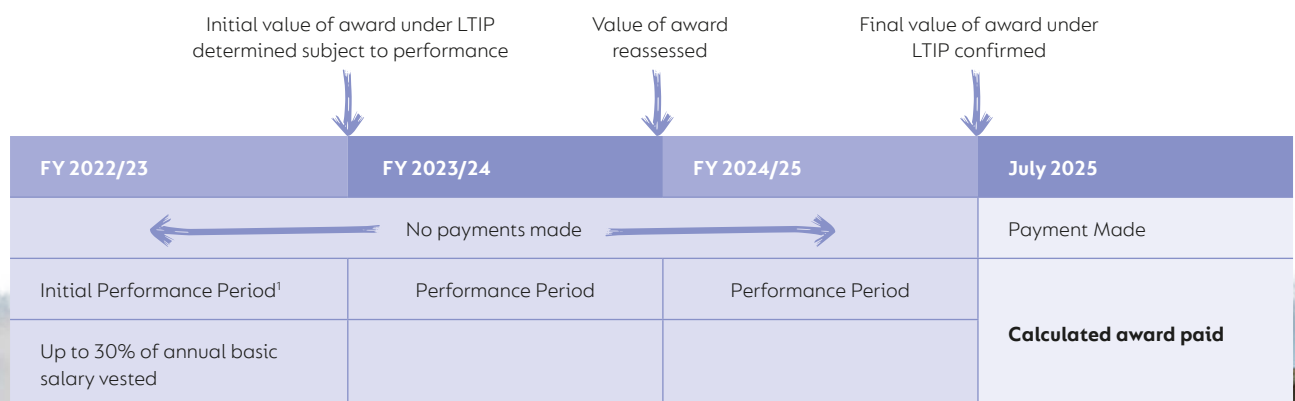 Initial value of award under LTIP
determined subject to performance
Value of award
reassessed
Final value of award under
LTIP confirmed
FY 2022/23
FY 2023/24
FY 2024/25
July 2025
No payments made
Payment Made
Initial Performance Period¹
Performance Period
Performance Period
Calculated award paid
Up to 30% of annual basic
salary vested